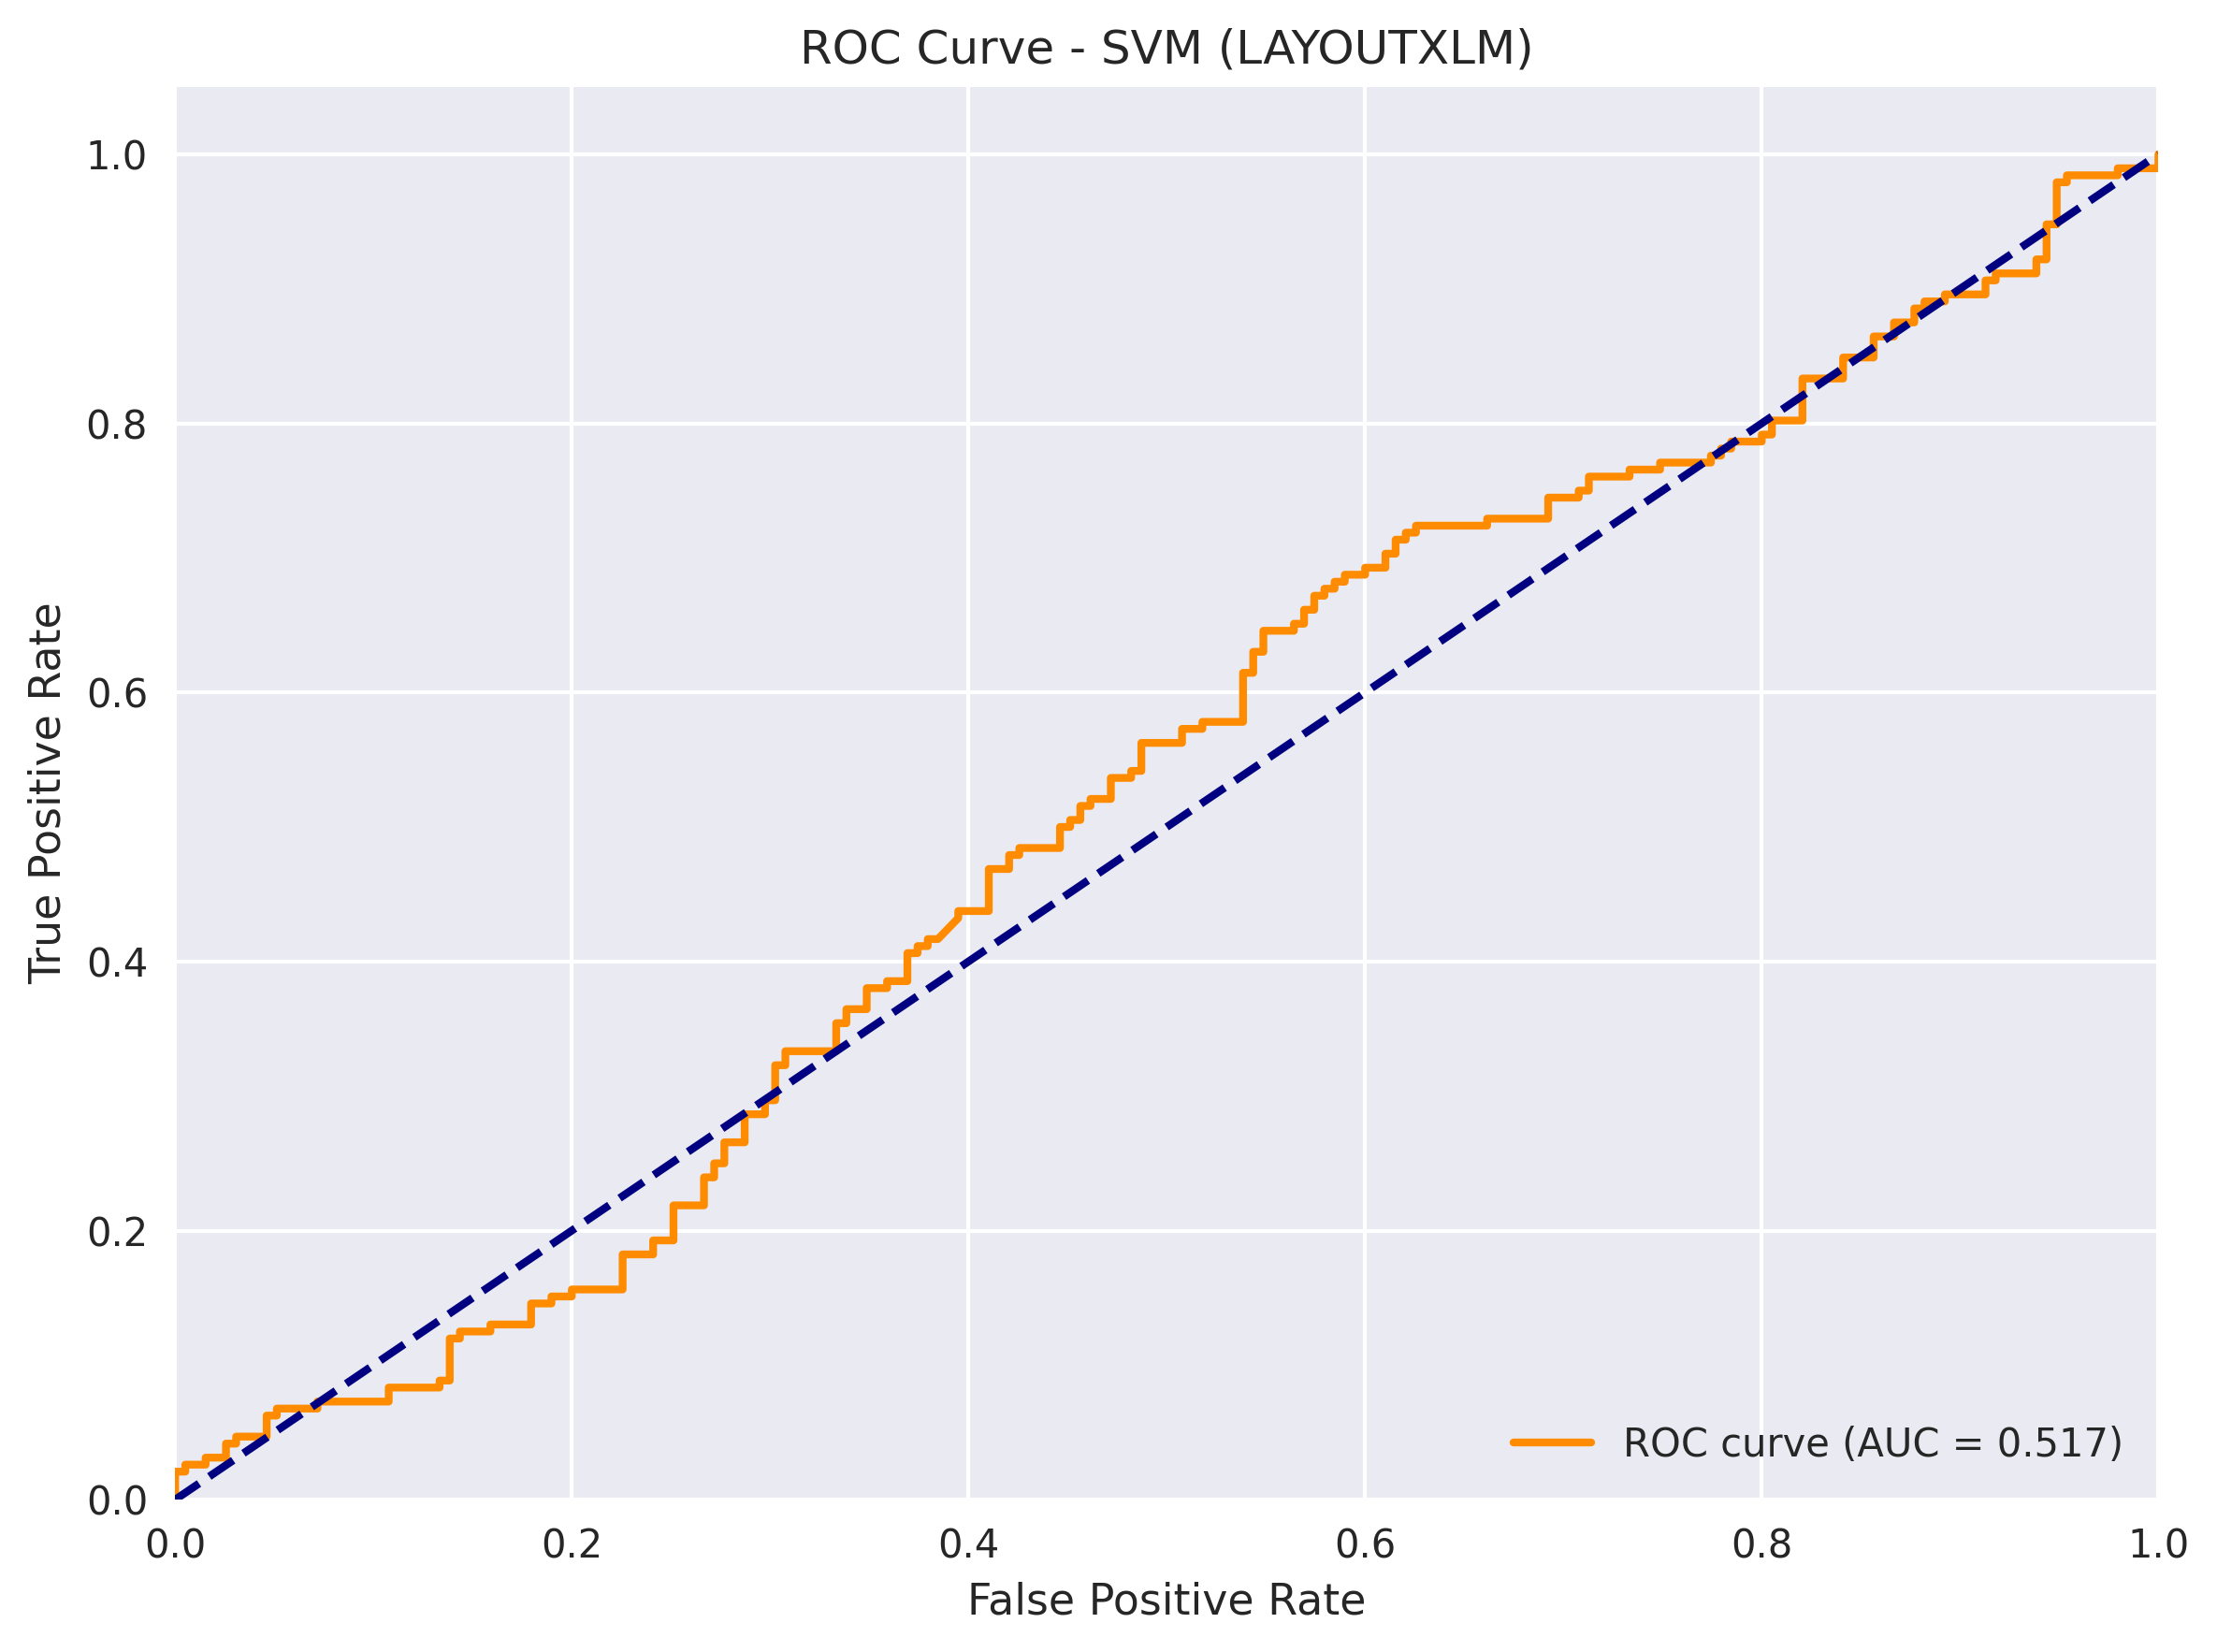 ROC Curve - SVM (LAYOUTXLM)
True Positive Rate
1.0
0.8
0.6
0.4
0.2
0.0
ROC curve (AUC = 0.517)
0.0 0.2 0.4 0.6 0.8 1.0
False Positive Rate